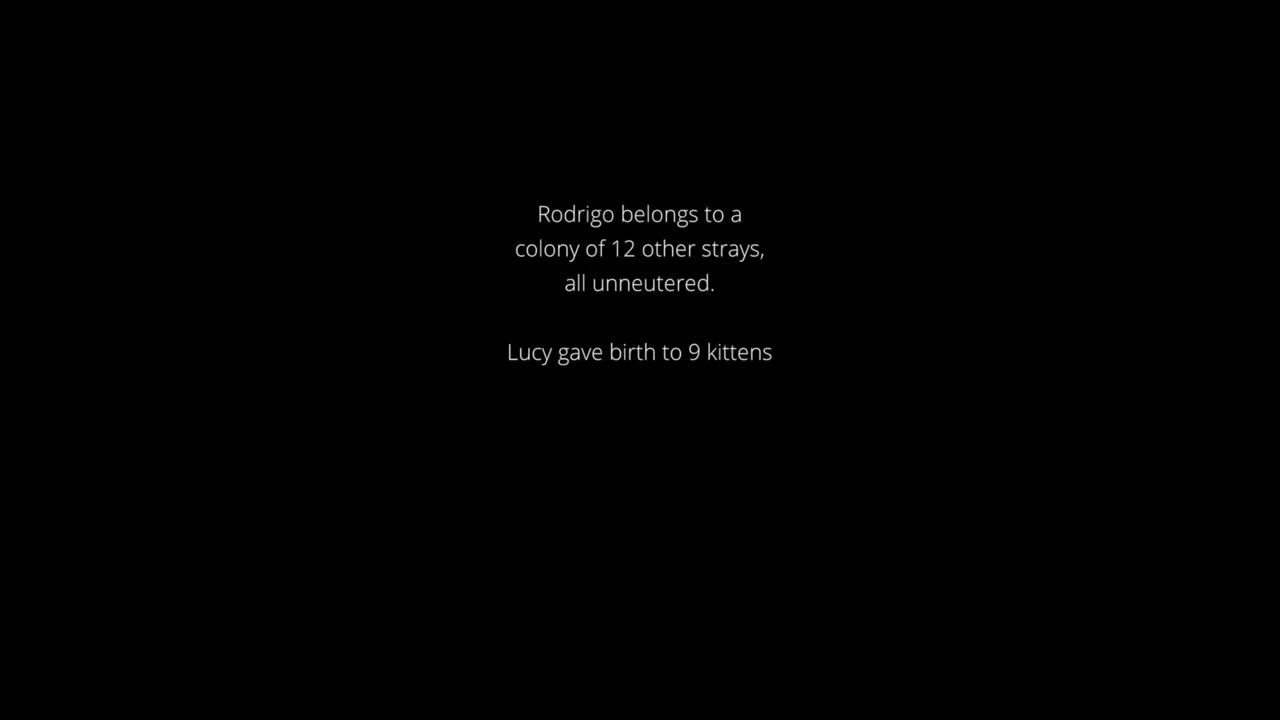 Rodrigo belongs to a
colony of 12 other strays,
all unneutered.
Lucy gave birth to 9 kittens